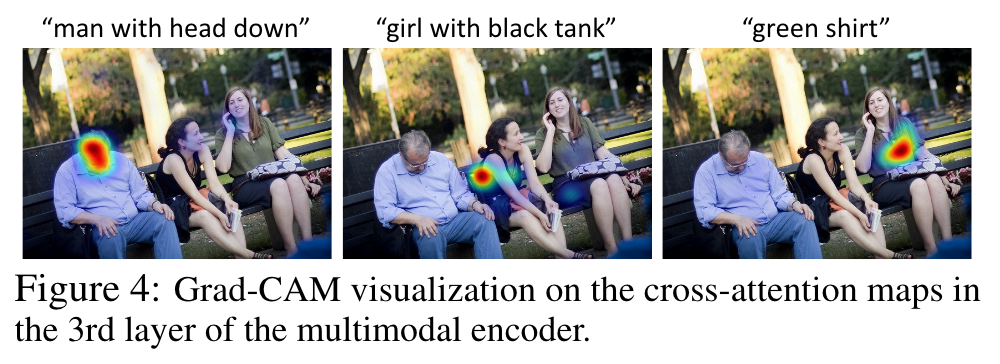 “man with head down”
“girl with black tank”
“green shirt”
Figure 4: Grad-CAM visualization on the cross-attention maps in
the 3rd layer of the multimodal encoder.